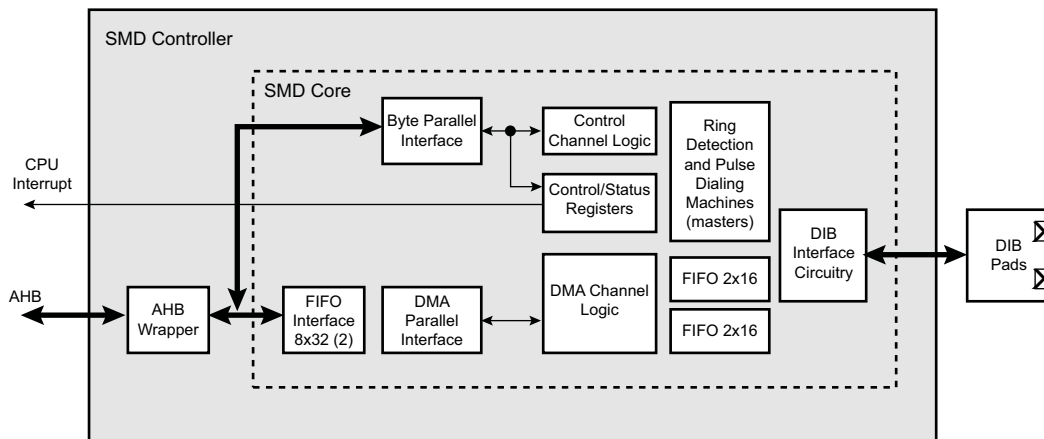 SMD Controller
SMD Core
Byte Parallel
Interface
Control
Channel Logic
Ring
Detection
and Pulse
Dialing
Machines
(masters)
CPU
Interrupt
Control/Status
Registers
DIB
Interface
Circuitry
DIB
Pads
AHB
AHB
Wrapper
FIFO
Interface
8x32 (2)
DMA
Parallel
Interface
DMA Channel
Logic
FIFO 2x16
FIFO 2x16